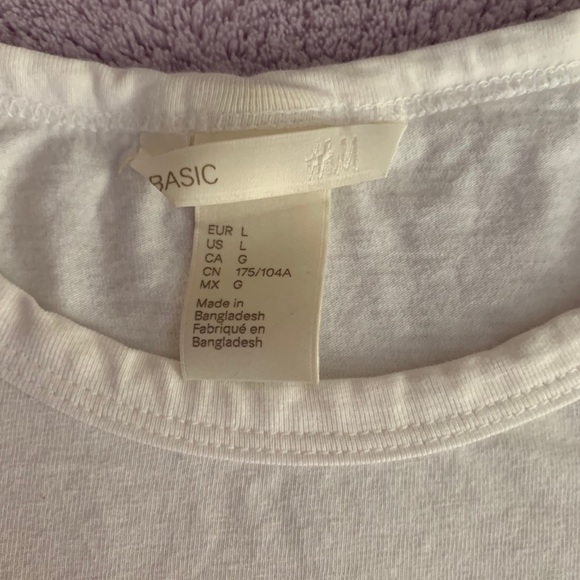 BASIC H&M
EUR L
US L
CA G
CN 175/104A
MX G
Made in
Bangladesh
Fabriqué en
Bangladesh